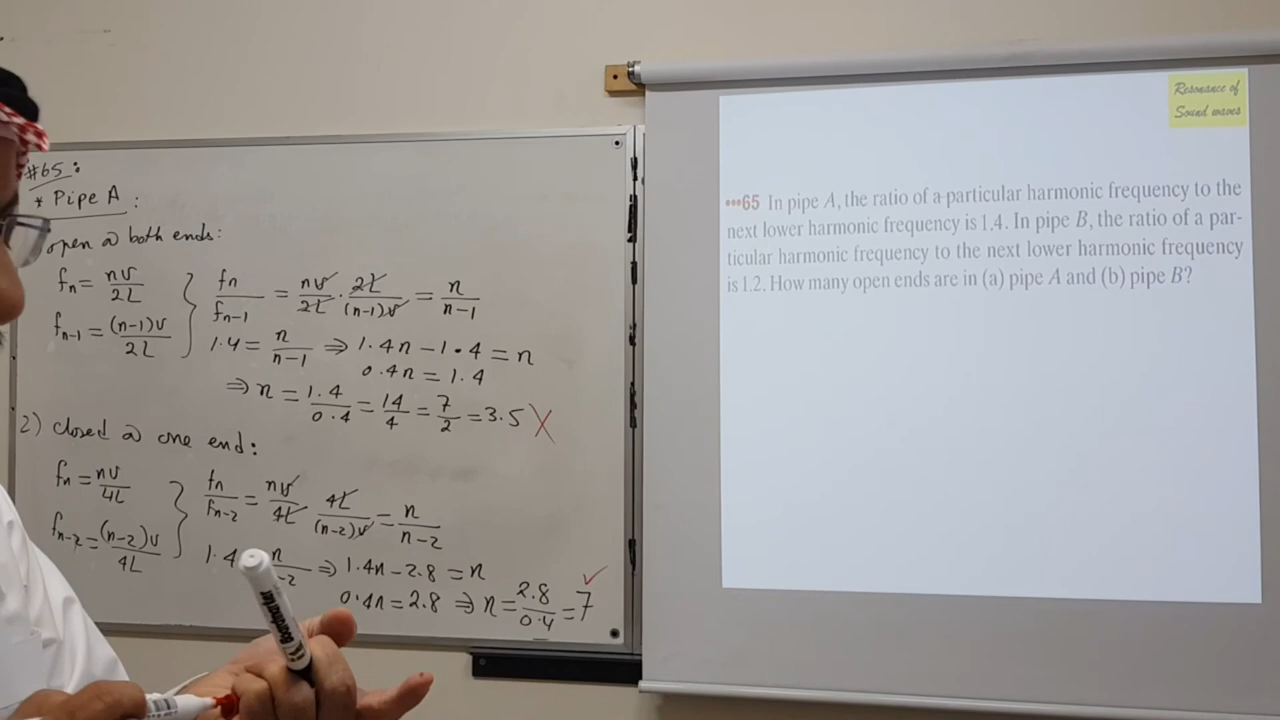 #65:
* Pipe A:
open @ both ends:
fn = nv/2L
fn-1 = (n-1)v/2L
fn/fn-1 = nv/2L . 2L/(n-1)v = n/n-1
1.4 = n/n-1 ⇒ 1.4n - 1.4 = n
0.4n = 1.4
⇒ n = 1.4/0.4 = 14/4 = 7/2 = 3.5 X
2) closed @ one end:
fn = nv/4L
fn-2 = (n-2)v/4L
fn/fn-2 = nv/4L 4L/(n-2)v = n/n-2
1.4 n/-2 ⇒ 1.4n - 2.8 = n
0.4n = 2.8 ⇒ n = 2.8/0.4 = 7 ✓
Resonance of
Sound waves
•••65 In pipe A, the ratio of a particular harmonic frequency to the
next lower harmonic frequency is 1.4. In pipe B, the ratio of a par-
ticular harmonic frequency to the next lower harmonic frequency
is 1.2. How many open ends are in (a) pipe A and (b) pipe B?